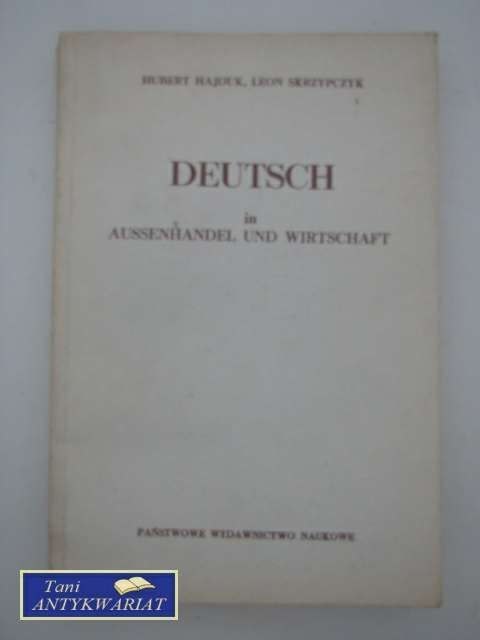 HUBERT HAJDUK, LEON SKRZYPCZYK
DEUTSCH
in
AUSSENHANDEL UND WIRTSCHAFT
PAŃSTWOWE WYDAWNICTWO NAUKOWE
Tani
ANTYKWARIAT